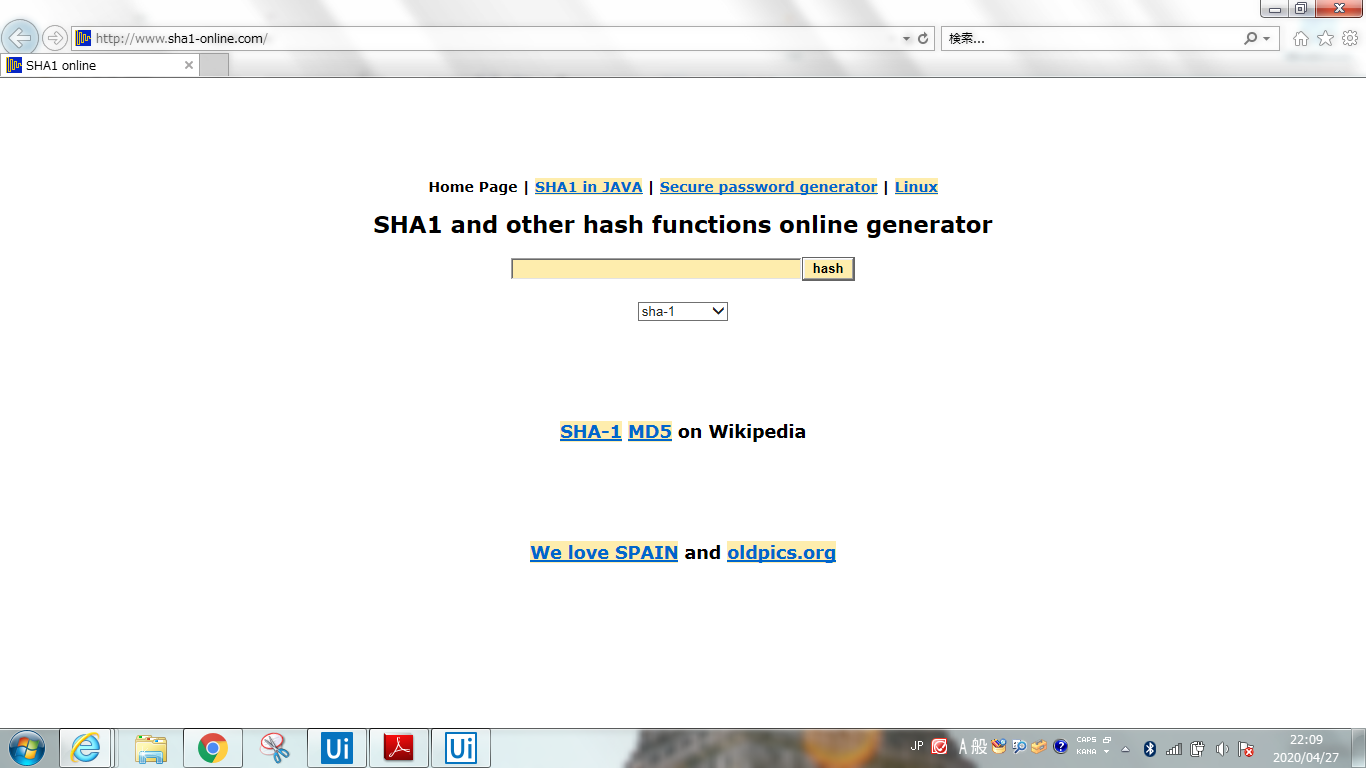 http://www.sha1-online.com/
検索...
SHA1 online
Home Page | SHA1 in JAVA | Secure password generator | Linux
SHA1 and other hash functions online generator
hash
sha-1
SHA-1 MD5 on Wikipedia
We love SPAIN and oldpics.org
Ui
Ui
JP
A 般
CAPS
KANA
22:09
2020/04/27